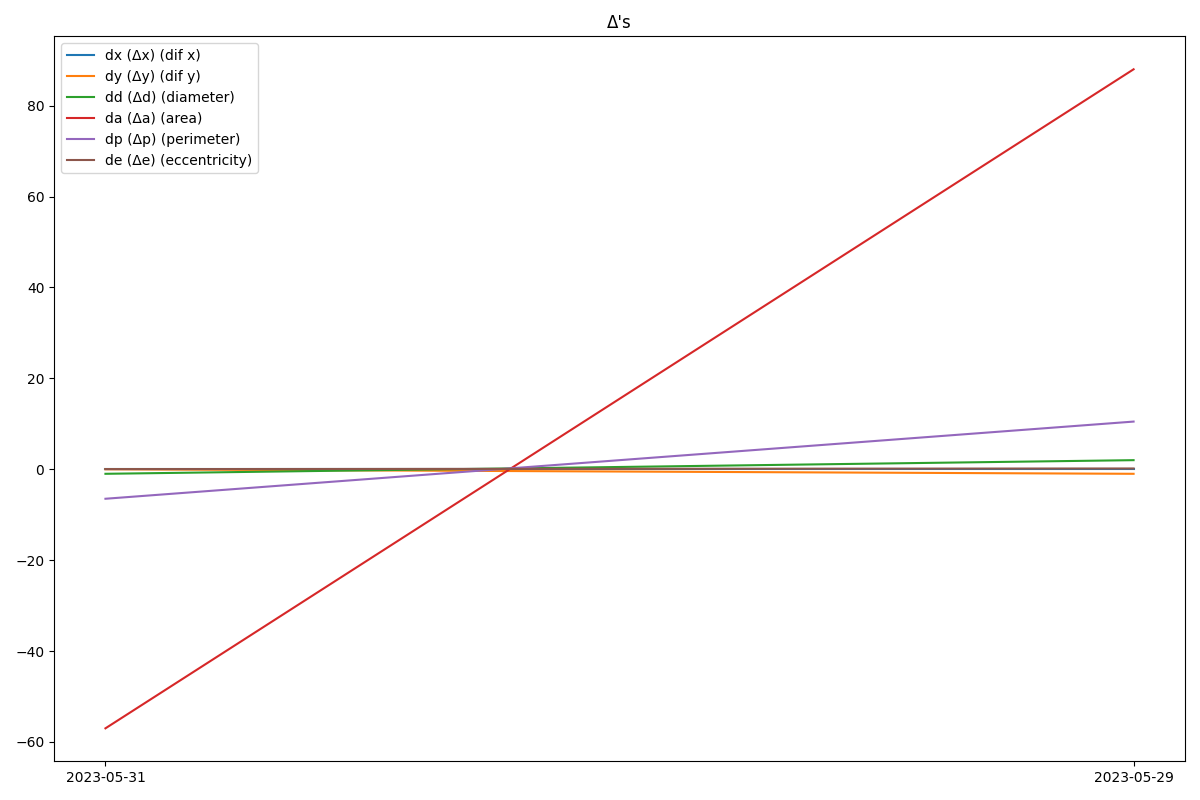 Δ's
dx (Δx) (dif x)
dy (Δy) (dif y)
dd (Δd) (diameter)
da (Δa) (area)
dp (Δp) (perimeter)
de (Δe) (eccentricity)
80
60
40
20
0
−20
−40
−60
2023-05-31
2023-05-29